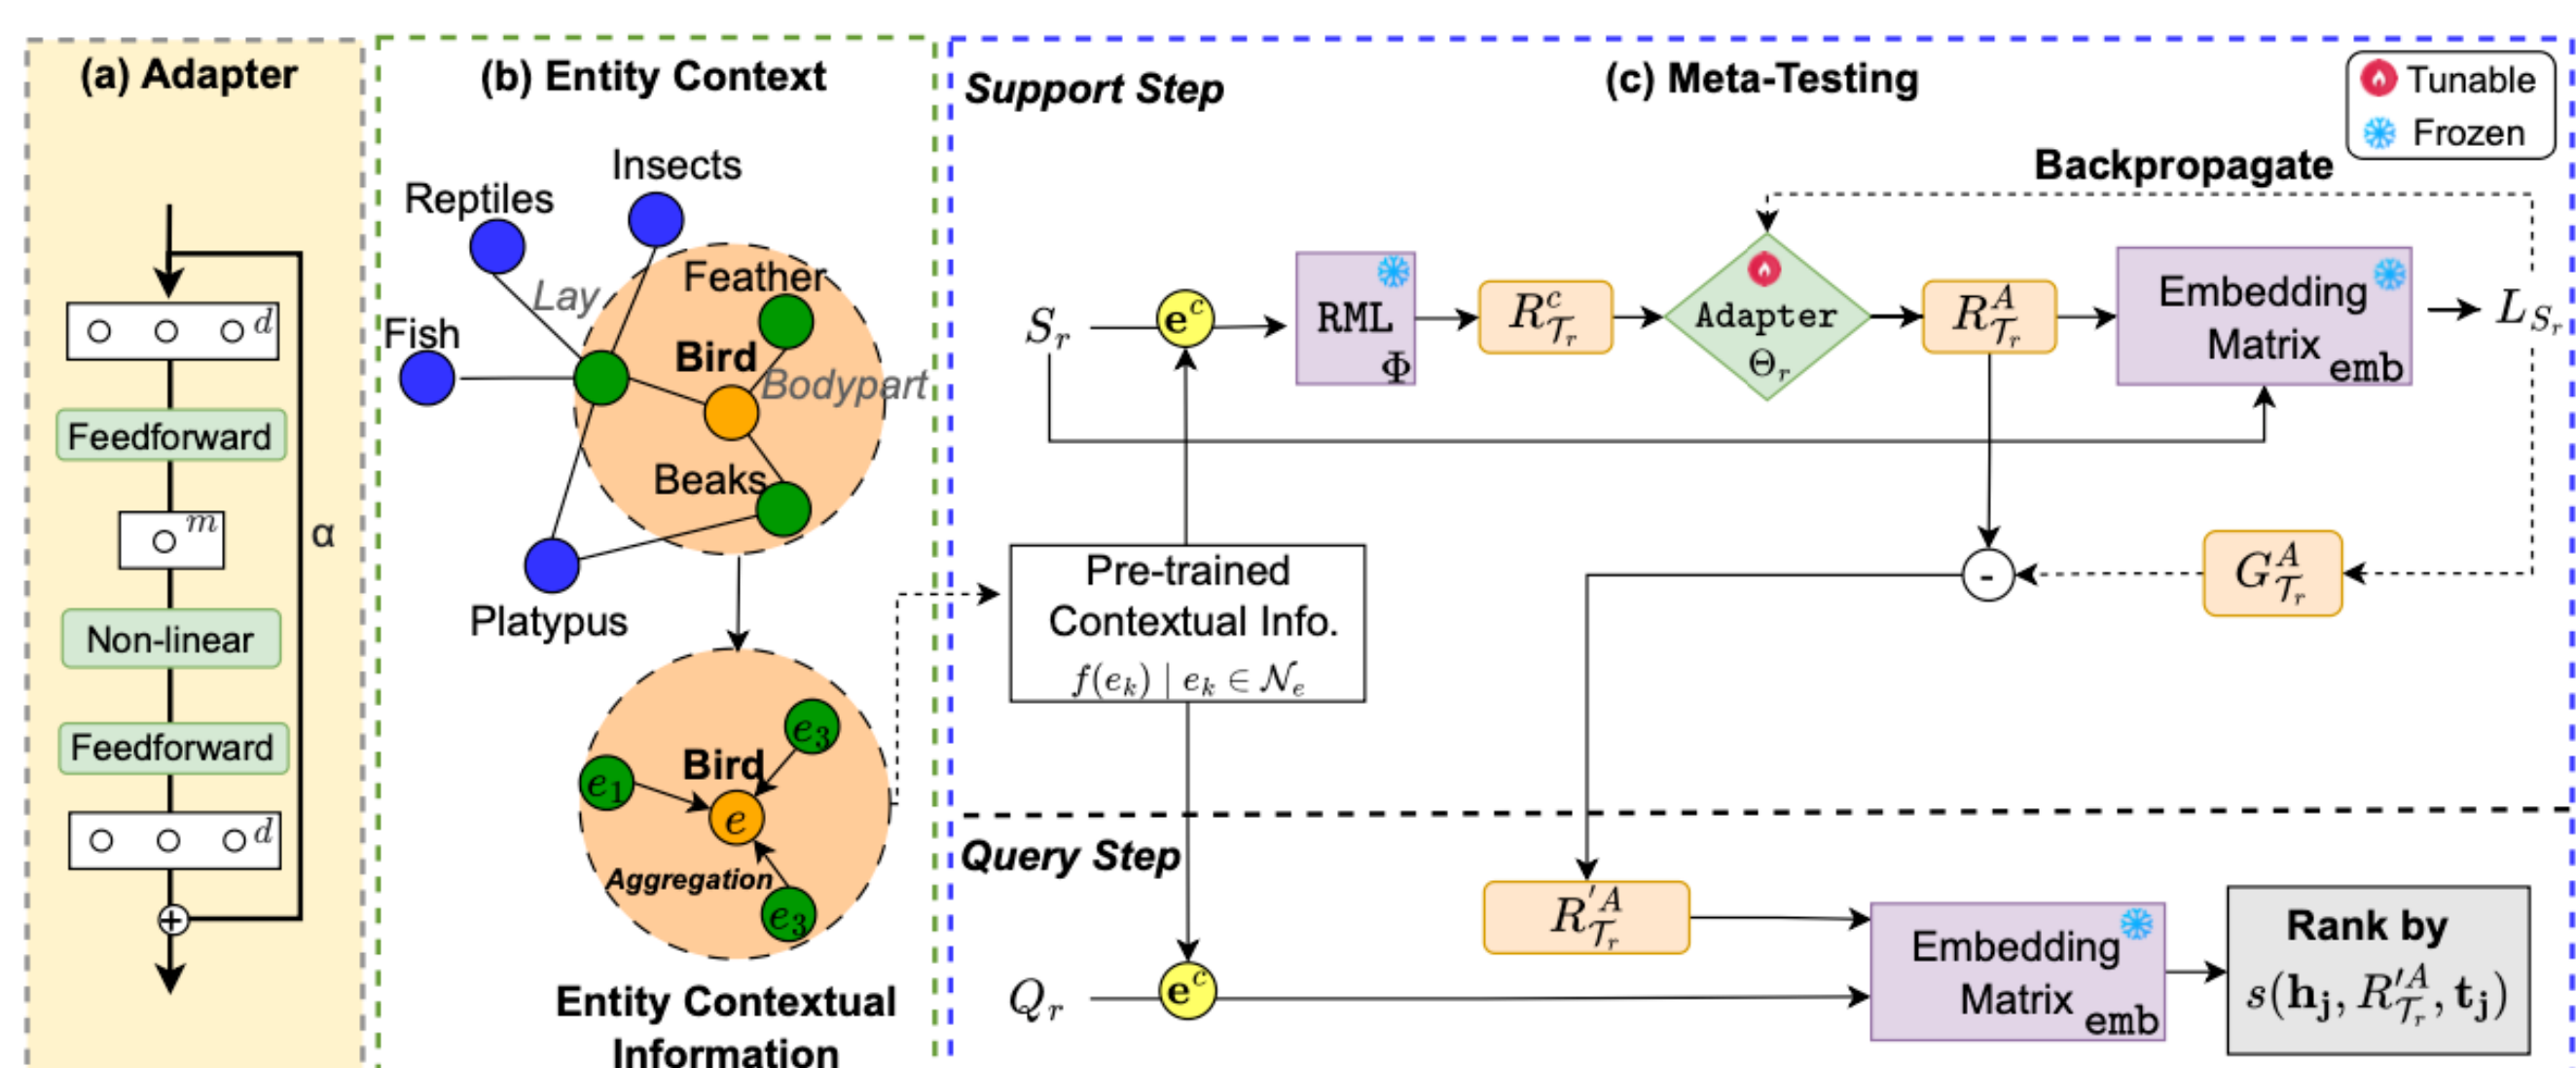 (a) Adapter
d
Feedforward
m
α
Non-linear
Feedforward
d
+
(b) Entity Context
Insects
Reptiles
Feather
Lay
Fish
Bird
Bodypart
Beaks
Platypus
e₃
Bird
e₁
e
Aggregation
e₃
Entity Contextual
Information
(c) Meta-Testing
Support Step
Tunable
Frozen
Backpropagate
S_r
e^c
RML
Φ
R^c_{𝒯_r}
Adapter
Θ_r
R^A_{𝒯_r}
Embedding
Matrix
emb
L_{S_r}
Pre-trained
Contextual Info.
f(e_k) | e_k ∈ 𝒩_e
-
G^A_{𝒯_r}
Query Step
Q_r
e^c
R^{'A}_{𝒯_r}
Embedding
Matrix
emb
Rank by
s(h_j, R'^A_{𝒯_r}, t_j)